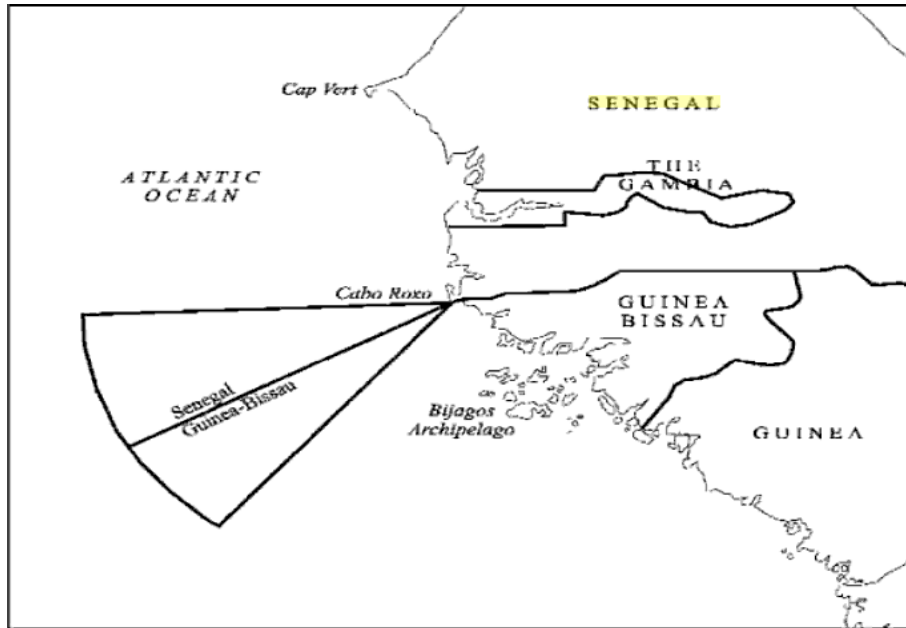 Cap Vert
SENEGAL
ATLANTIC
OCEAN
THE
GAMBIA
Cabo Roxo
GUINEA
BISSAU
Senegal
Guinea-Bissau
Bijagos
Archipelago
GUINEA